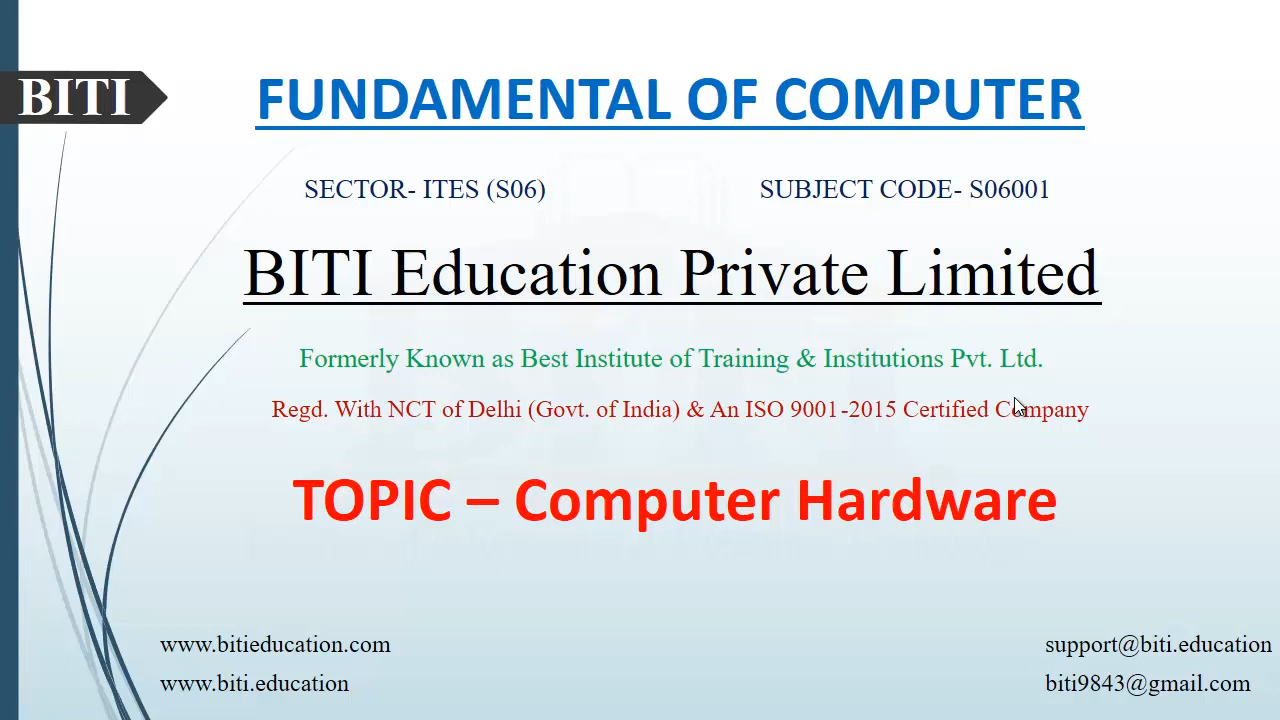 BITI
FUNDAMENTAL OF COMPUTER
SECTOR- ITES (S06) SUBJECT CODE- S06001
BITI Education Private Limited
Formerly Known as Best Institute of Training & Institutions Pvt. Ltd.
Regd. With NCT of Delhi (Govt. of India) & An ISO 9001-2015 Certified Company
TOPIC – Computer Hardware
www.bitieducation.com support@biti.education
www.biti.education biti9843@gmail.com